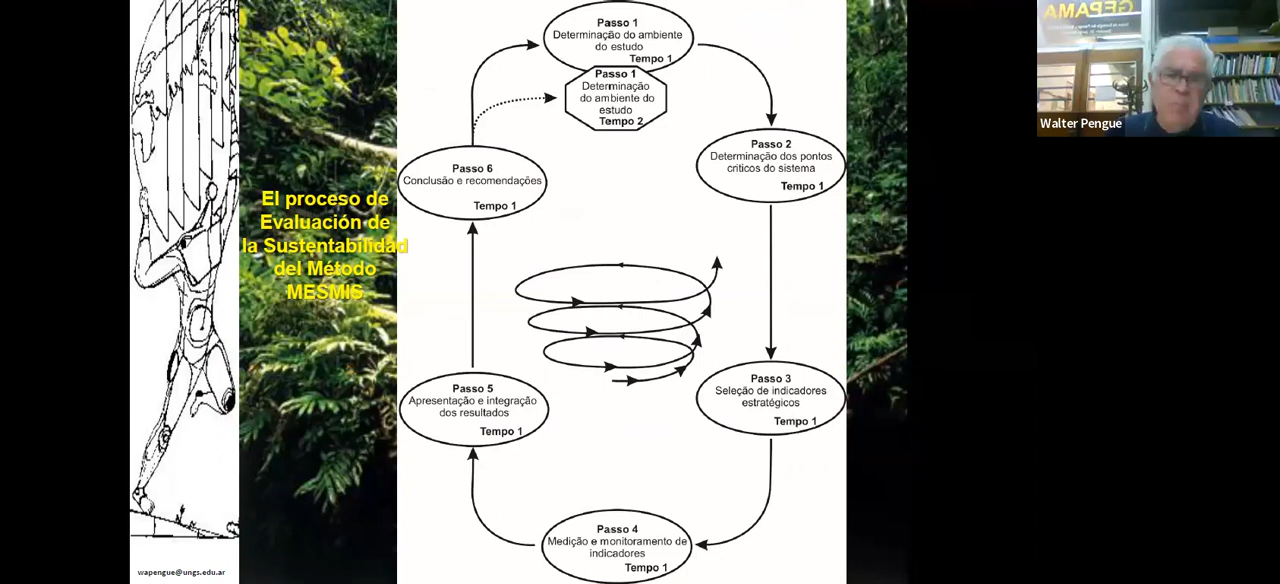 El proceso de
Evaluación de
la Sustentabilidad
del Método
MESMIS
Passo 1
Determinação do ambiente
do estudo
Tempo 1
Passo 1
Determinação
do ambiente do
estudo
Tempo 2
Passo 2
Determinação dos pontos
criticos do sistema
Tempo 1
Passo 3
Seleção de indicadores
estratégicos
Tempo 1
Passo 4
Medição e monitoramento de
indicadores
Tempo 1
Passo 5
Apresentação e integração
dos resultados
Tempo 1
Passo 6
Conclusão e recomendações
Tempo 1
wapengue@ungs.edu.ar
GEPAMA
Walter Pengue